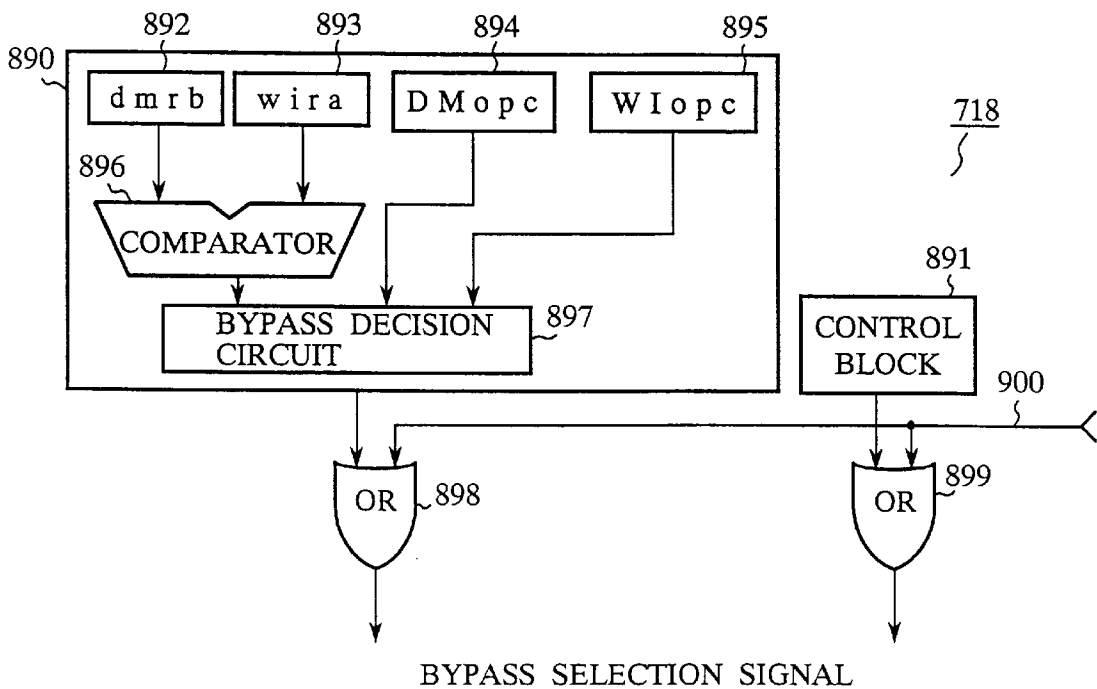 892
893
894
895
890
dmrb
wira
DMopc
WIopc
718
896
COMPARATOR
891
BYPASS DECISION
CIRCUIT
897
CONTROL
BLOCK
900
OR
898
OR
899
BYPASS SELECTION SIGNAL